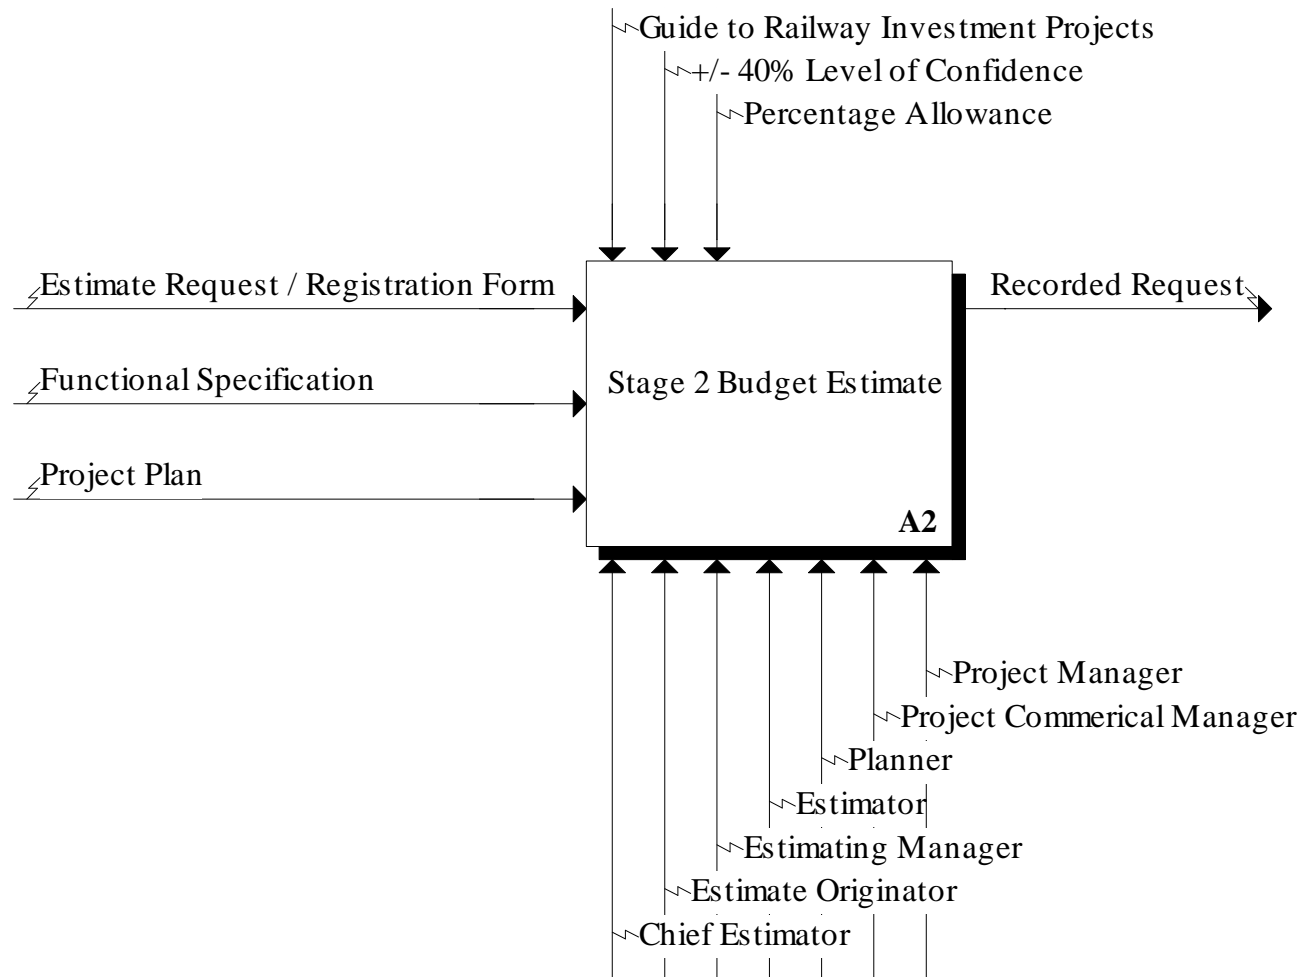 Guide to Railway Investment Projects
+/- 40% Level of Confidence
Percentage Allowance
Estimate Request / Registration Form
Recorded Request
Functional Specification
Stage 2 Budget Estimate
Project Plan
A2
Project Manager
Project Commerical Manager
Planner
Estimator
Estimating Manager
Estimate Originator
Chief Estimator